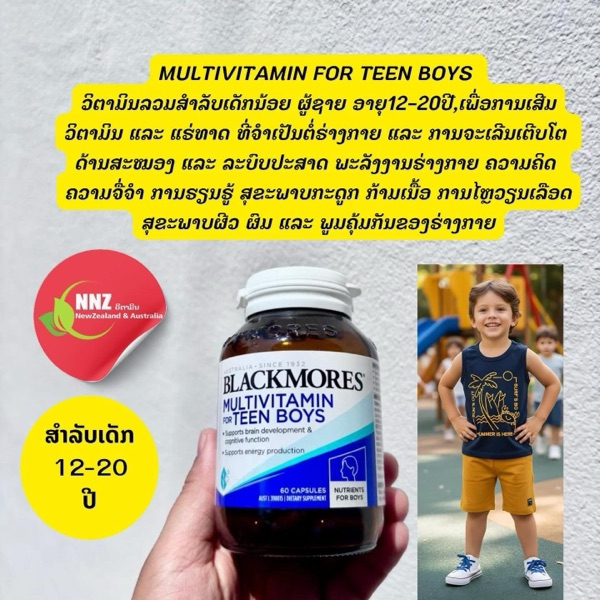 MULTIVITAMIN FOR TEEN BOYS
ວິຕາມິນລວມສຳລັບເດັກນ້ອຍ ຜູ້ຊາຍ ອາຍຸ12-20ປີ,ເພື່ອການເສີມ
ວິຕາມິນ ແລະ ແຮ່ທາດ ທີ່ຈຳເປັນຕໍ່ຮ່າງກາຍ ແລະ ການຈະເລີນເຕີບໂຕ
ດ້ານສະໝອງ ແລະ ລະບົບປະສາດ ພະລັງງານຮ່າງກາຍ ຄວາມຄິດ
ຄວາມຈື່ຈຳ ການຮຽນຮູ້ ສຸຂະພາບກະດູກ ກ້າມເນື້ອ ການໄຫຼວຽນເລືອດ
ສຸຂະພາບຜີວ ຜົມ ແລະ ພູມຄຸ້ມກັນຂອງຮ່າງກາຍ
NNZ ວິຕາມິນ
NewZealand & Australia
ສຳລັບເດັກ
12-20
ປີ
AUSTRALIA • SINCE 1932
BLACKMORES
MULTIVITAMIN
FOR TEEN BOYS
• Supports brain development &
cognitive function
• Supports energy production
60 CAPSULES
DIETARY SUPPLEMENT
NUTRIENTS
FOR BOYS